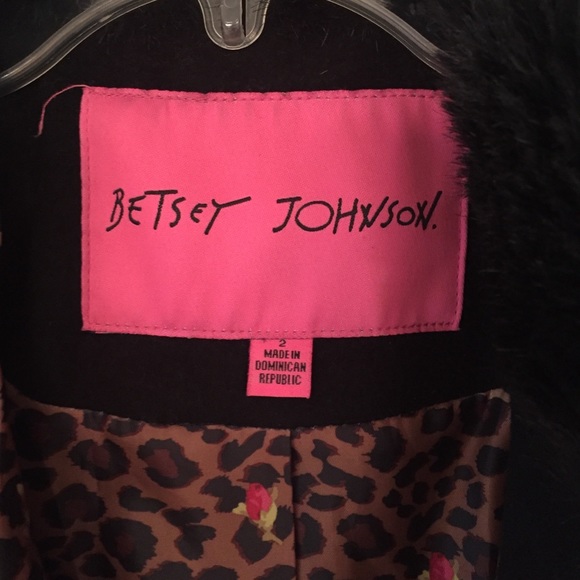 BETSEY JOHNSON.
2
MADE IN
DOMINICAN
REPUBLIC